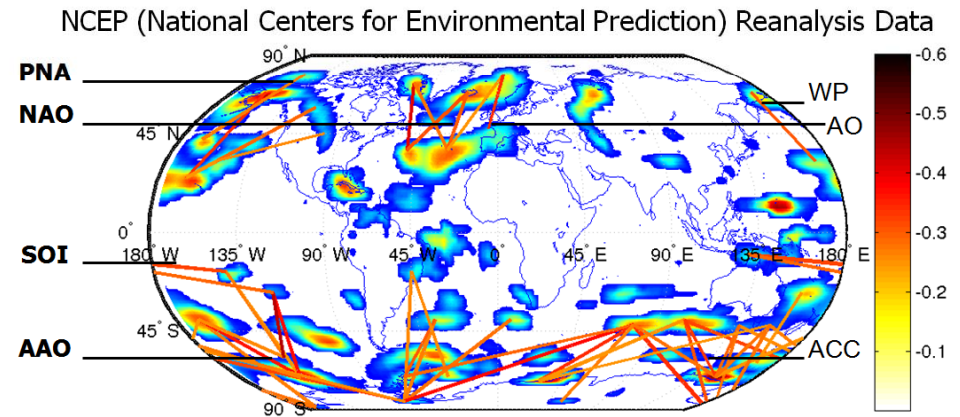 NCEP (National Centers for Environmental Prediction) Reanalysis Data
90° N
-0.6
PNA
WP
-0.5
NAO
AO
45° N
-0.4
0°
-0.3
SOI
180° W 135° W 90° W 45° W 0 45° E 90° E 135° E 180° E
-0.2
45° S
AAO
ACC
-0.1
90° S